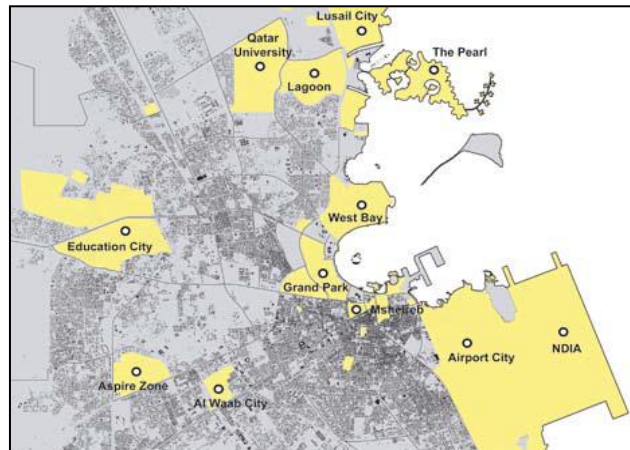 Lusail City
Qatar
University
The Pearl
Lagoon
West Bay
Education City
Grand Park
Msheireb
Airport City
NDIA
Aspire Zone
Al Waab City